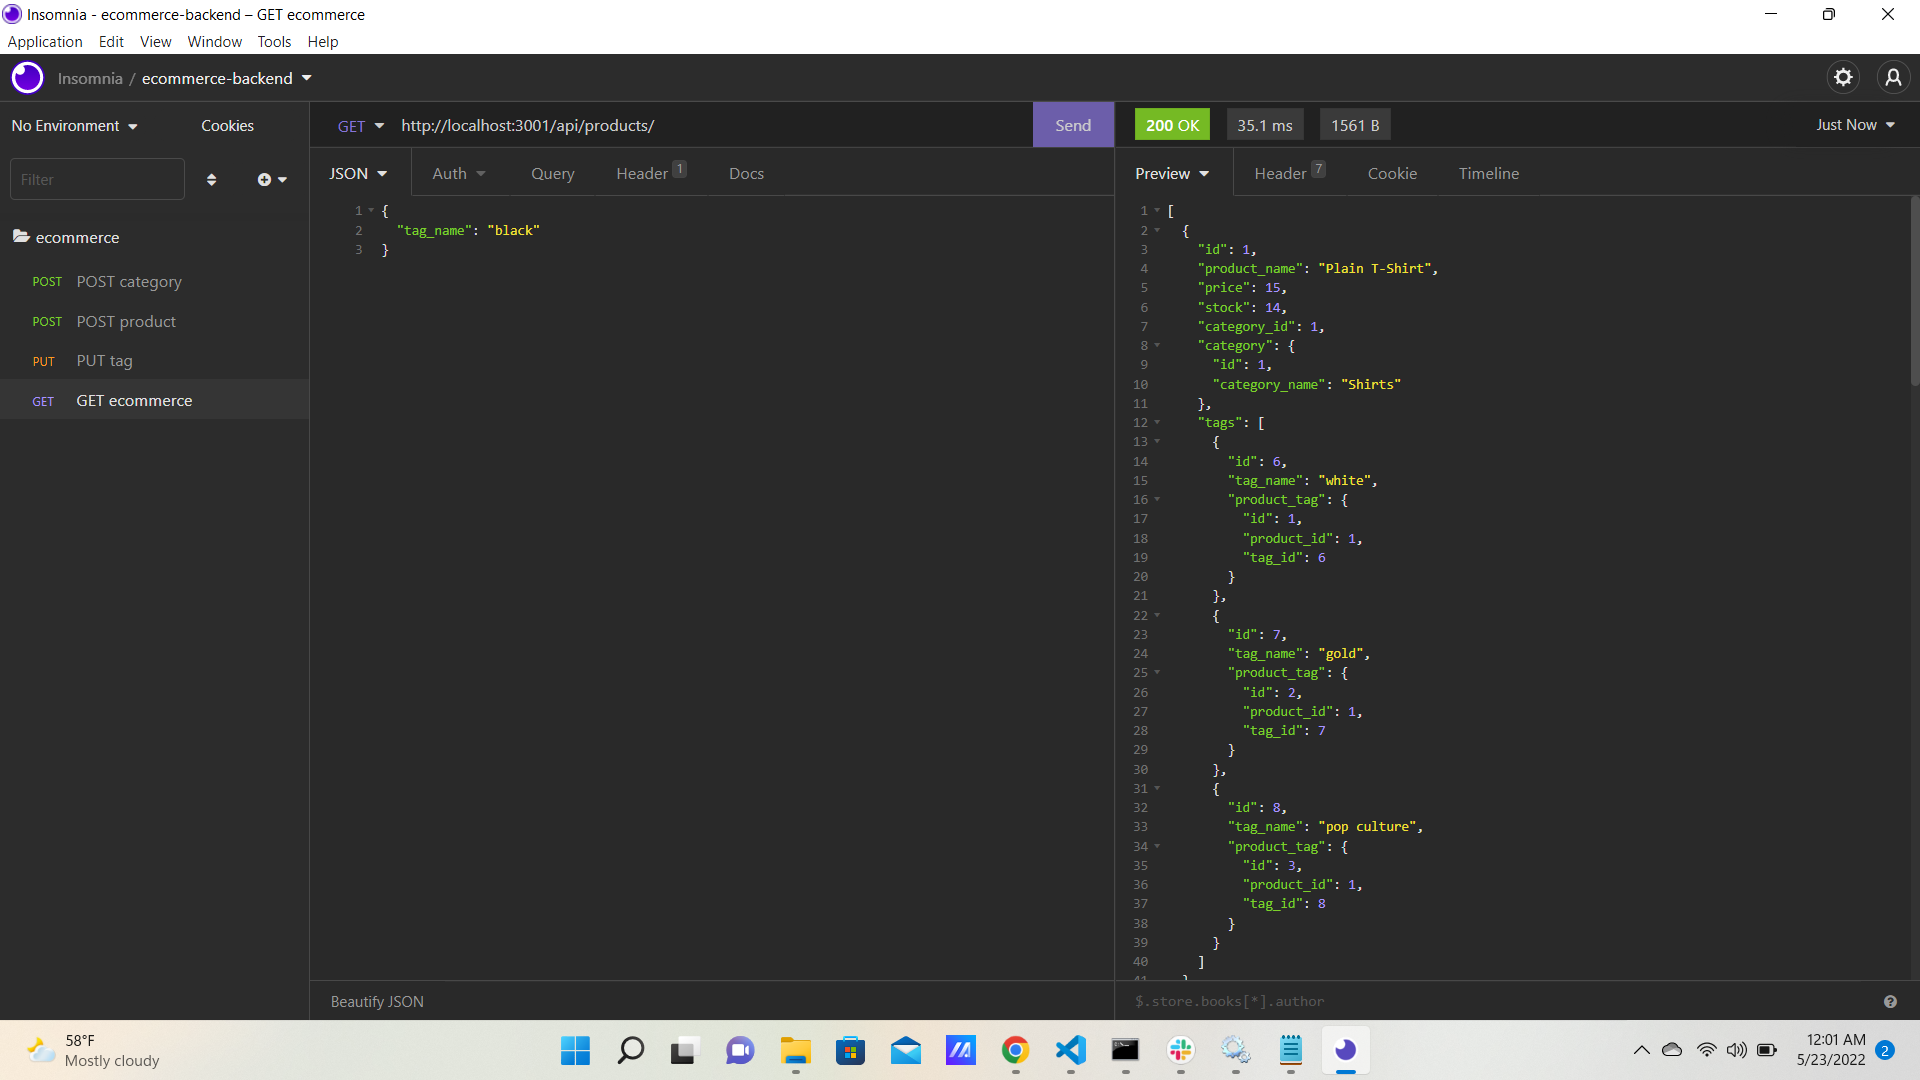 Insomnia - ecommerce-backend – GET ecommerce
Application Edit View Window Tools Help
Insomnia / ecommerce-backend
No Environment Cookies
Filter
ecommerce
POST POST category
POST POST product
PUT PUT tag
GET GET ecommerce
GET http://localhost:3001/api/products/ Send
JSON Auth Query Header 1 Docs
1 {
2 "tag_name": "black"
3 }
Beautify JSON
200 OK 35.1 ms 1561 B Just Now
Preview Header 7 Cookie Timeline
1 [
2 {
3 "id": 1,
4 "product_name": "Plain T-Shirt",
5 "price": 15,
6 "stock": 14,
7 "category_id": 1,
8 "category": {
9 "id": 1,
10 "category_name": "Shirts"
11 },
12 "tags": [
13 {
14 "id": 6,
15 "tag_name": "white",
16 "product_tag": {
17 "id": 1,
18 "product_id": 1,
19 "tag_id": 6
20 }
21 },
22 {
23 "id": 7,
24 "tag_name": "gold",
25 "product_tag": {
26 "id": 2,
27 "product_id": 1,
28 "tag_id": 7
29 }
30 },
31 {
32 "id": 8,
33 "tag_name": "pop culture",
34 "product_tag": {
35 "id": 3,
36 "product_id": 1,
37 "tag_id": 8
38 }
39 }
40 ]
$.store.books[*].author
58°F
Mostly cloudy
12:01 AM
5/23/2022 2